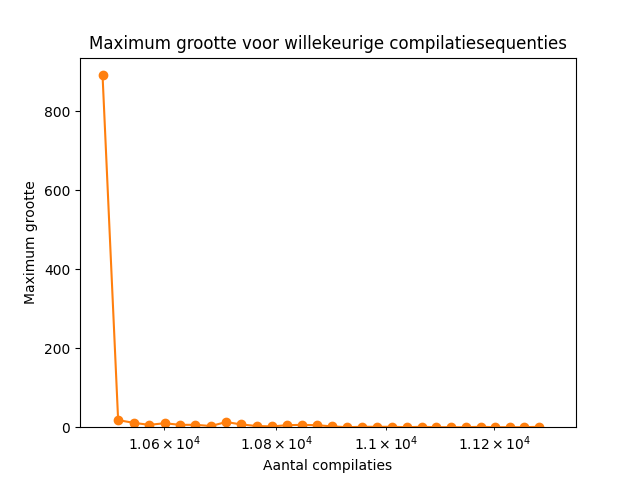 Maximum grootte voor willekeurige compilatiesequenties
800
600
400
200
0
Maximum grootte
1.06 × 10⁴ 1.08 × 10⁴ 1.1 × 10⁴ 1.12 × 10⁴
Aantal compilaties